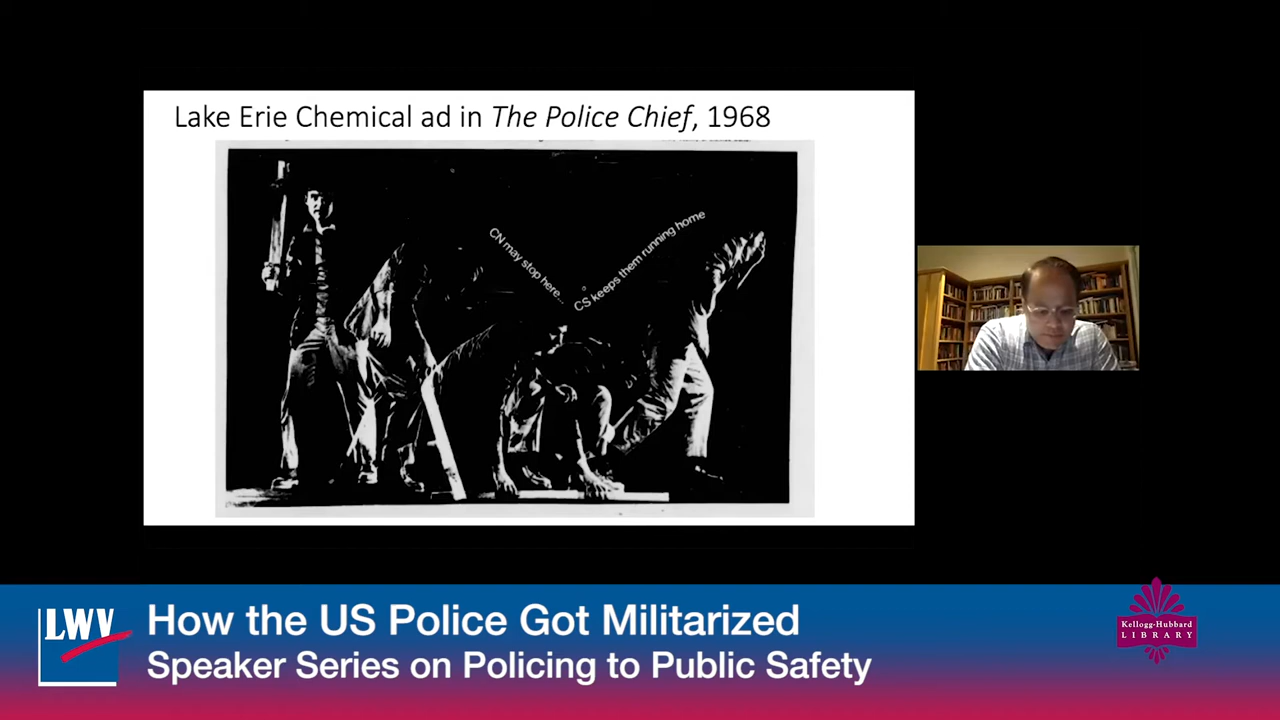 Lake Erie Chemical ad in The Police Chief, 1968
CN may stop here...
CS keeps them running home
LWV
How the US Police Got Militarized
Speaker Series on Policing to Public Safety
Kellogg-Hubbard
LIBRARY